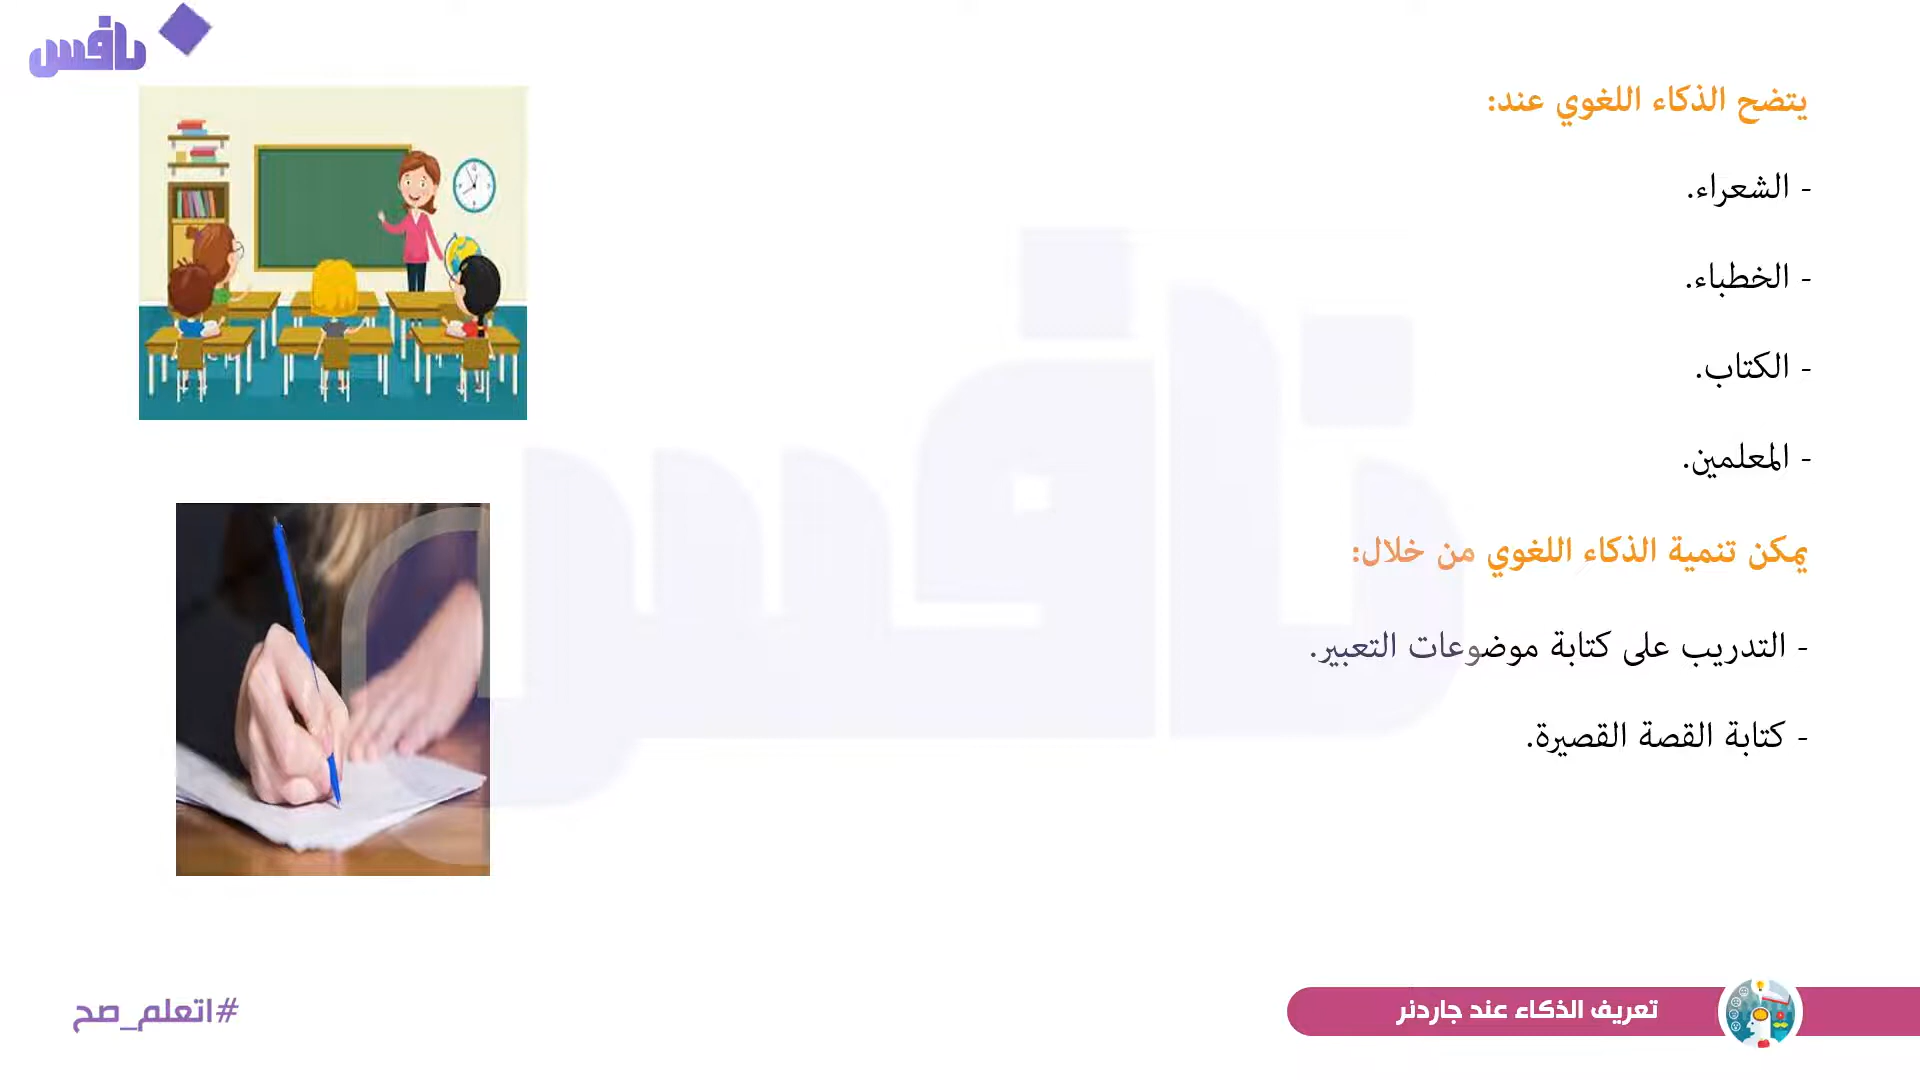 نافس
يتضح الذكاء اللغوي عند:
- الشعراء.
- الخطباء.
- الكتاب.
- المعلمين.
يمكن تنمية الذكاء اللغوي من خلال:
- التدريب على كتابة موضوعات التعبير.
- كتابة القصة القصيرة.
نافس
تعريف الذكاء عند جاردنر
#اتعلم_صح